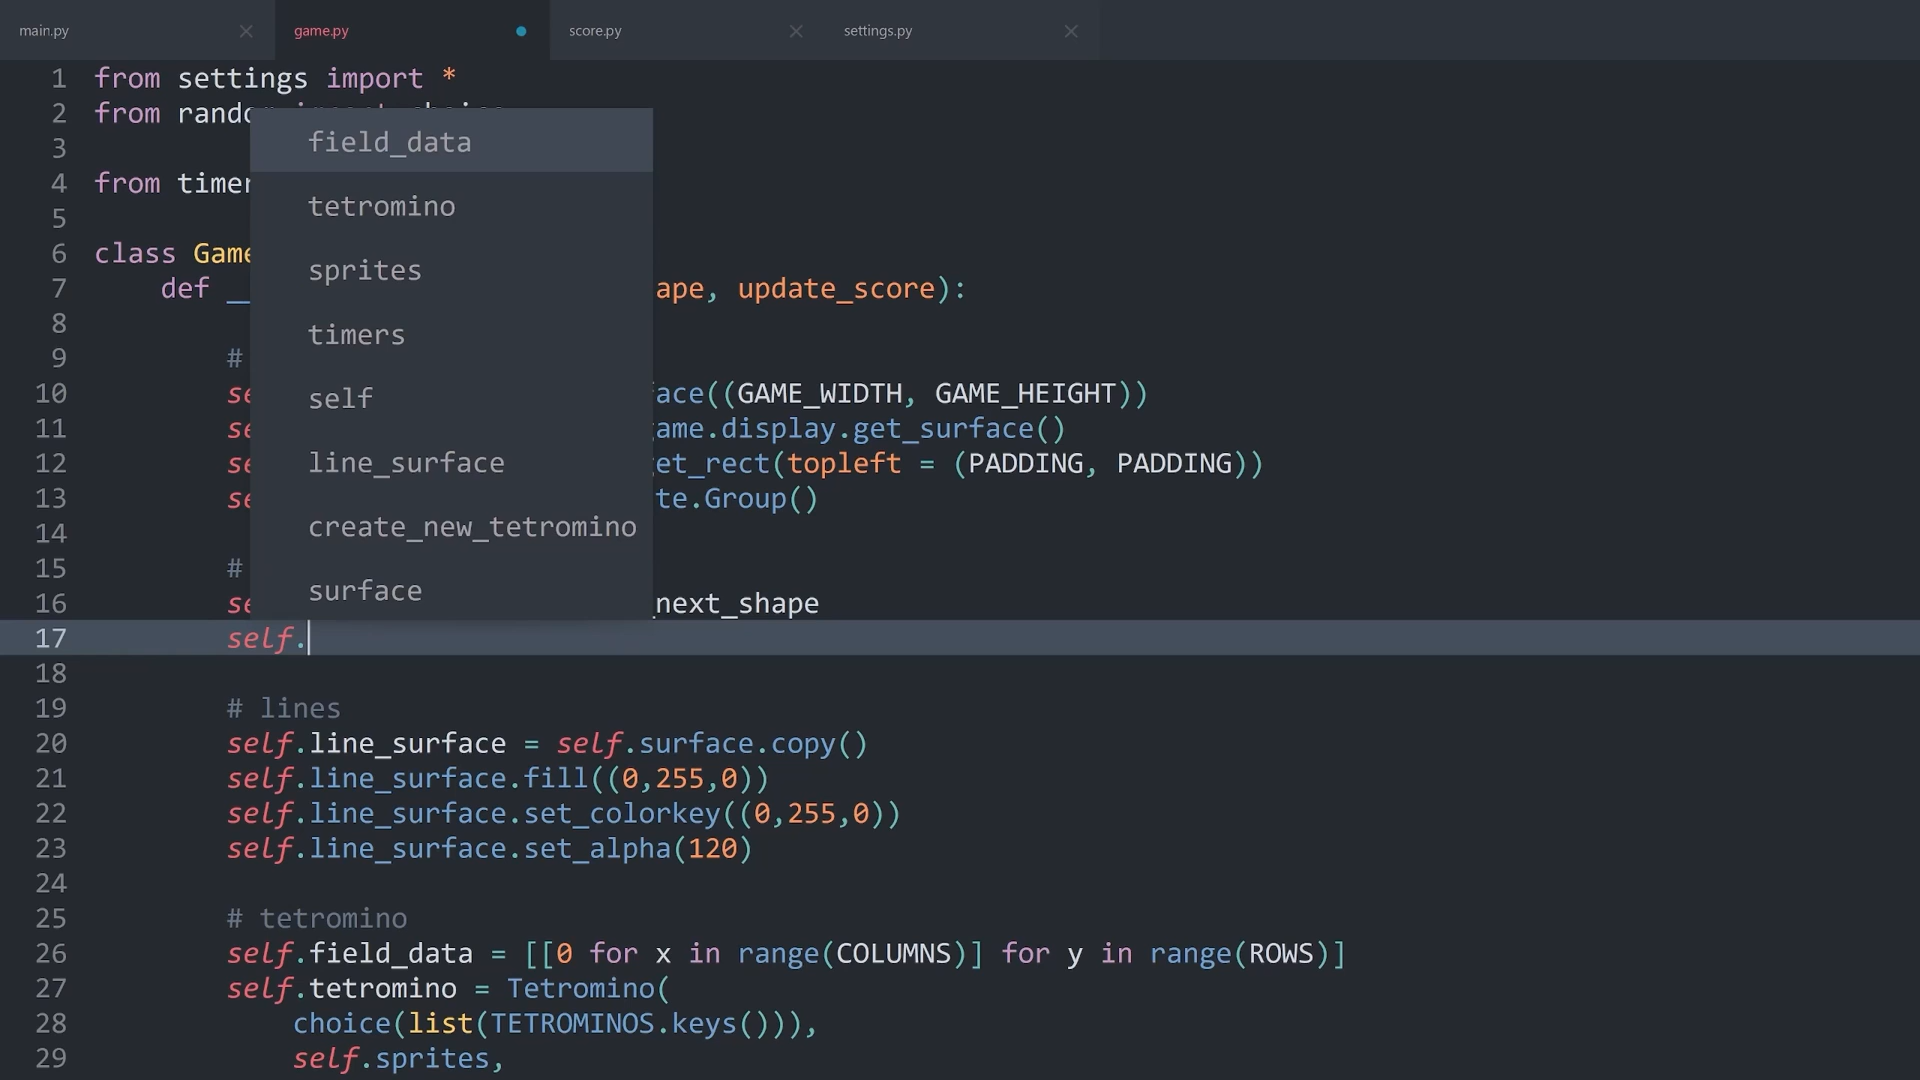 main.py
game.py
score.py
settings.py
1 from settings import *
2 from rando
3
4 from timer
5
6 class Game
7 def __ ape, update_score):
8
9 #
10 se face((GAME_WIDTH, GAME_HEIGHT))
11 se game.display.get_surface()
12 se get_rect(topleft = (PADDING, PADDING))
13 se te.Group()
14
15 #
16 se _next_shape
field_data
tetromino
sprites
timers
self
line_surface
create_new_tetromino
surface
17 self.
18
19 # lines
20 self.line_surface = self.surface.copy()
21 self.line_surface.fill((0,255,0))
22 self.line_surface.set_colorkey((0,255,0))
23 self.line_surface.set_alpha(120)
24
25 # tetromino
26 self.field_data = [[0 for x in range(COLUMNS)] for y in range(ROWS)]
27 self.tetromino = Tetromino(
28 choice(list(TETROMINOS.keys())),
29 self.sprites,